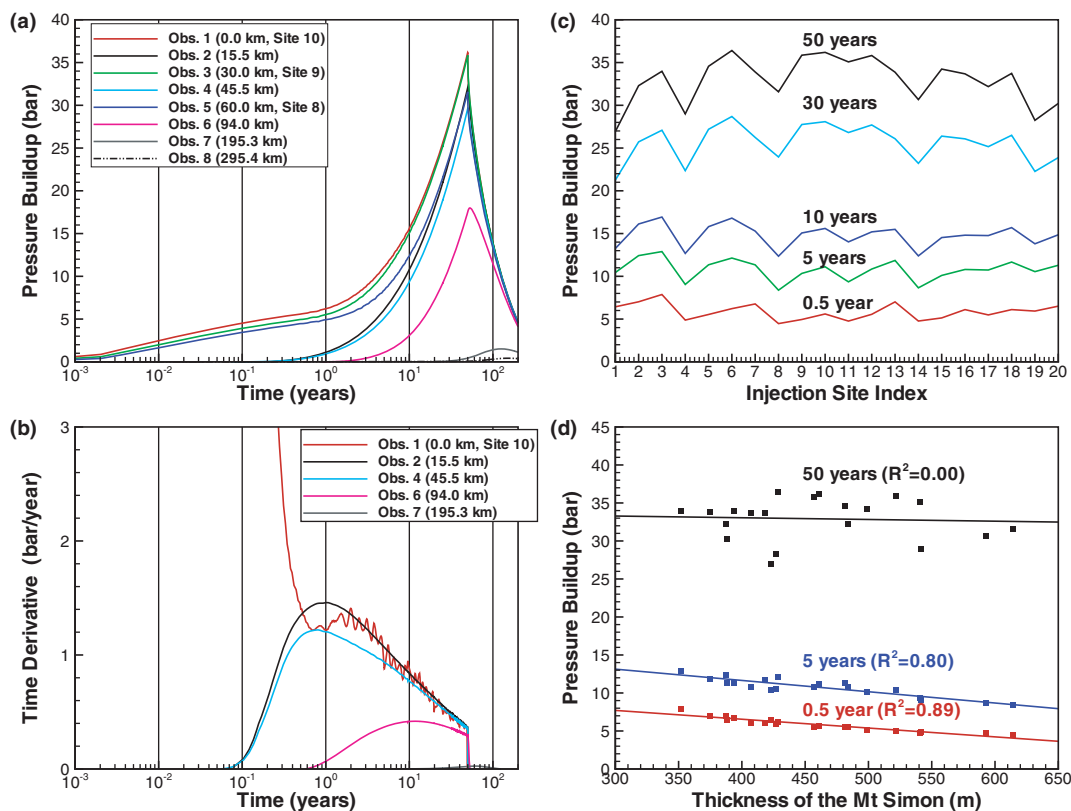 (a)
Pressure Buildup (bar)
40
35
30
25
20
15
10
5
0
Obs. 1 (0.0 km, Site 10)
Obs. 2 (15.5 km)
Obs. 3 (30.0 km, Site 9)
Obs. 4 (45.5 km)
Obs. 5 (60.0 km, Site 8)
Obs. 6 (94.0 km)
Obs. 7 (195.3 km)
Obs. 8 (295.4 km)
10⁻³ 10⁻² 10⁻¹ 10⁰ 10¹ 10²
Time (years)
(c)
Pressure Buildup (bar)
40
35
30
25
20
15
10
5
0
50 years
30 years
10 years
5 years
0.5 year
1 2 3 4 5 6 7 8 9 10 11 12 13 14 15 16 17 18 19 20
Injection Site Index
(b)
Time Derivative (bar/year)
3
2
1
0
Obs. 1 (0.0 km, Site 10)
Obs. 2 (15.5 km)
Obs. 4 (45.5 km)
Obs. 6 (94.0 km)
Obs. 7 (195.3 km)
10⁻³ 10⁻² 10⁻¹ 10⁰ 10¹ 10²
Time (years)
(d)
Pressure Buildup (bar)
45
40
35
30
25
20
15
10
5
0
50 years (R²=0.00)
5 years (R²=0.80)
0.5 year (R²=0.89)
300 350 400 450 500 550 600 650
Thickness of the Mt Simon (m)